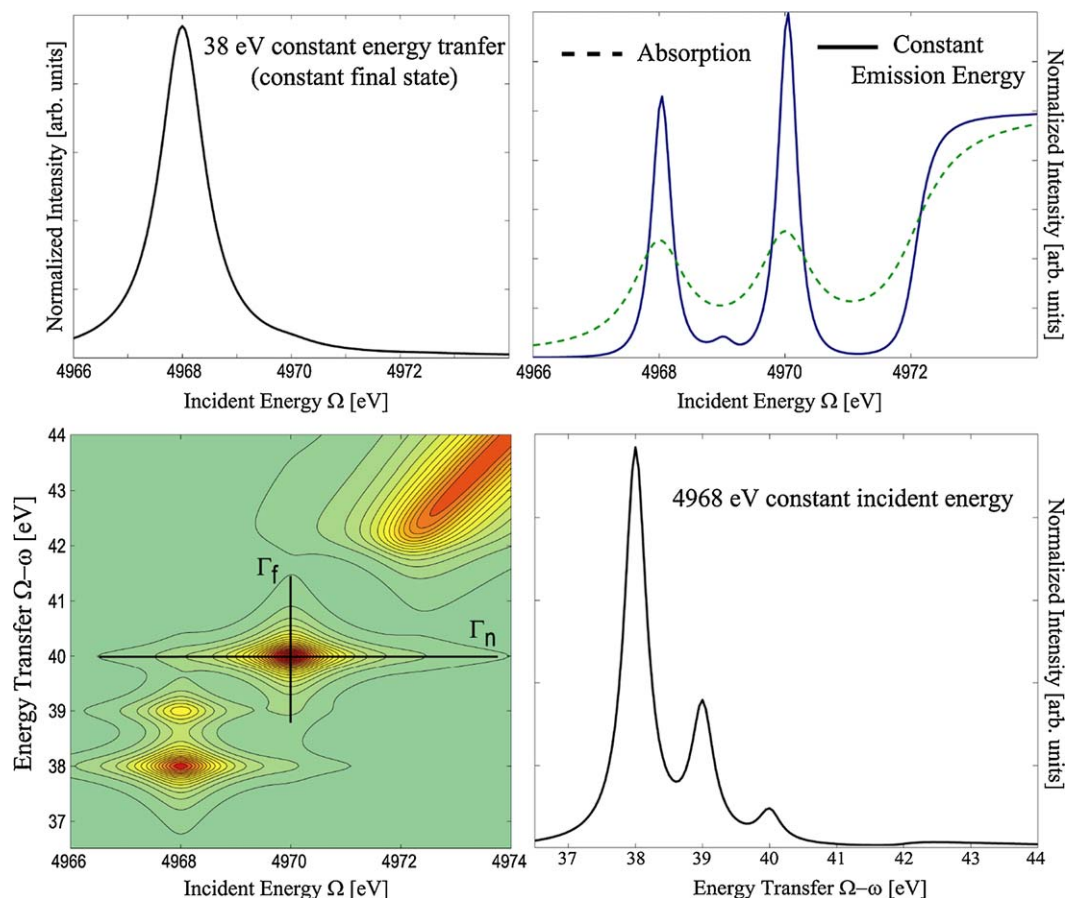 38 eV constant energy tranfer
(constant final state)
Normalized Intensity [arb. units]
4966 4968 4970 4972
Incident Energy Ω [eV]
Absorption
Constant
Emission Energy
Normalized Intensity [arb. units]
4966 4968 4970 4972
Incident Energy Ω [eV]
Energy Transfer Ω−ω [eV]
44
43
42
41
40
39
38
37
Γf
Γn
4966 4968 4970 4972 4974
Incident Energy Ω [eV]
4968 eV constant incident energy
Normalized Intensity [arb. units]
37 38 39 40 41 42 43 44
Energy Transfer Ω−ω [eV]